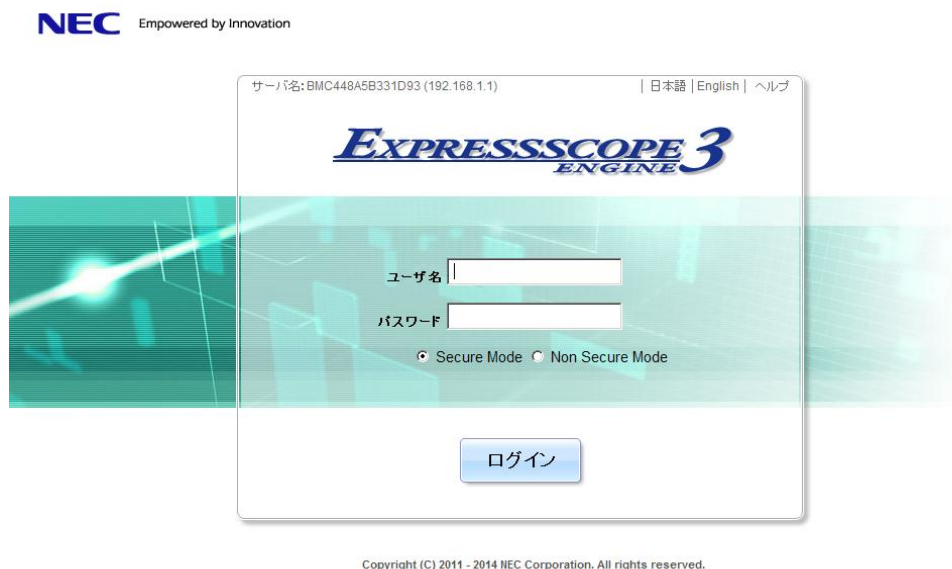 NEC Empowered by Innovation
サーバ名: BMC448A5B331D93 (192.168.1.1) | 日本語 | English | ヘルプ
EXPRESSSCOPE 3
ENGINE
ユーザ名
パスワード
Secure Mode Non Secure Mode
ログイン
Copyright (C) 2011 - 2014 NEC Corporation. All rights reserved.